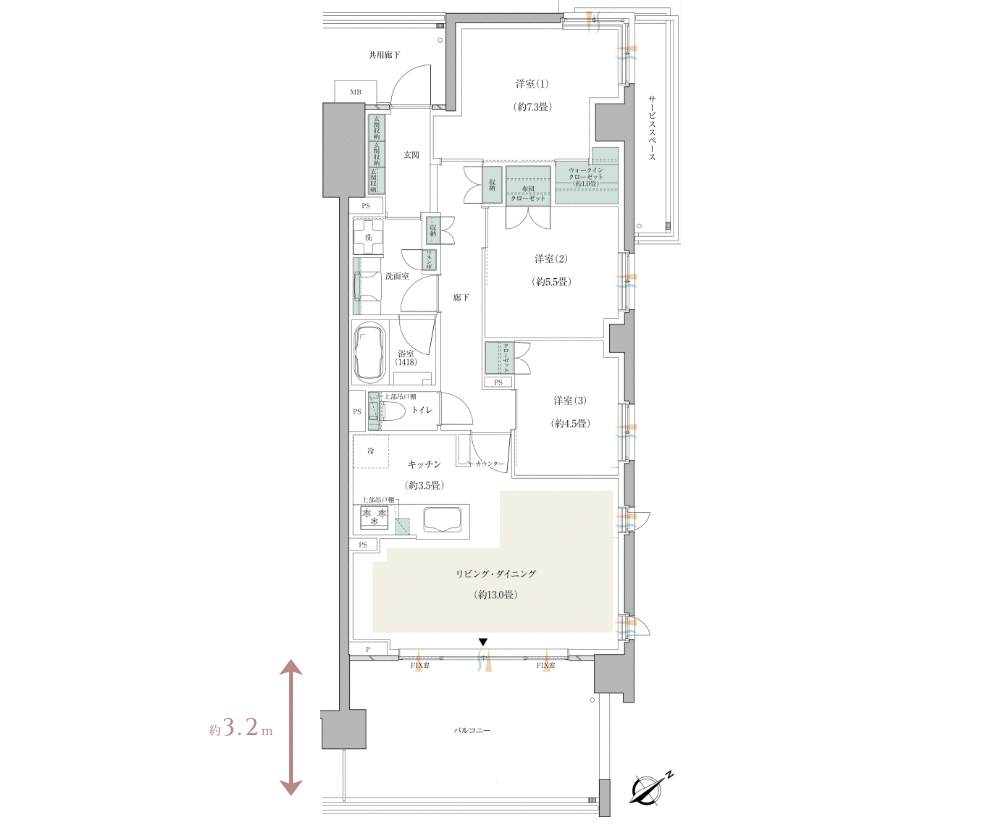 共用廊下
MB
洋室(1)
(約7.3畳)
サービススペース
玄関収納
玄関収納
玄関収納
玄関
PS
収納
布団
クローゼット
ウォークイン
クローゼット
(約1.0畳)
洗
収納
リネン庫
洗面室
廊下
洋室(2)
(約5.5畳)
浴室
(1418)
クローゼット
PS
洋室(3)
(約4.5畳)
PS
上部吊戸棚
トイレ
冷
キッチン
(約3.5畳)
カウンター
上部吊戸棚
PS
リビング・ダイニング
(約13.0畳)
P
FIX窓
FIX窓
約3.2m
バルコニー
N